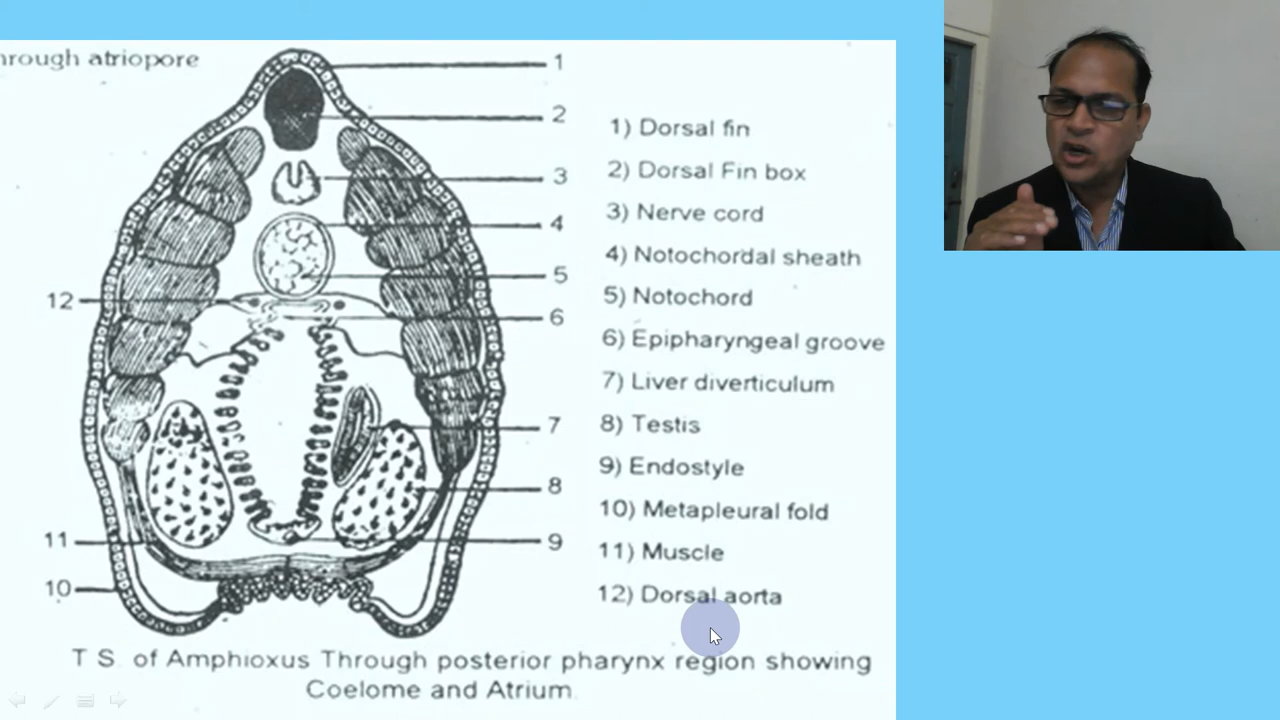 hrough atriopore
1
2
3
4
5
6
7
8
9
12
11
10
1) Dorsal fin
2) Dorsal Fin box
3) Nerve cord
4) Notochordal sheath
5) Notochord
6) Epipharyngeal groove
7) Liver diverticulum
8) Testis
9) Endostyle
10) Metapleural fold
11) Muscle
12) Dorsal aorta
T S. of Amphioxus Through posterior pharynx region showing
Coelome and Atrium.